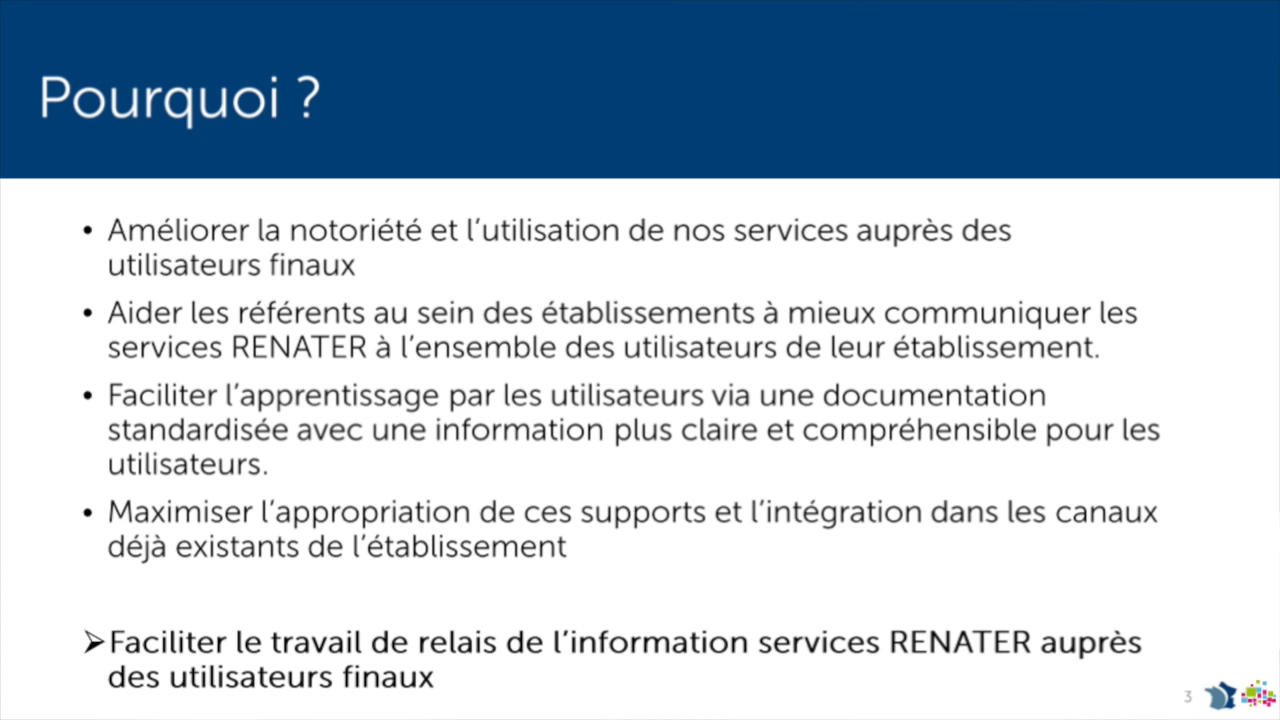 Pourquoi ?
• Améliorer la notoriété et l’utilisation de nos services auprès des
utilisateurs finaux
• Aider les référents au sein des établissements à mieux communiquer les
services RENATER à l’ensemble des utilisateurs de leur établissement.
• Faciliter l’apprentissage par les utilisateurs via une documentation
standardisée avec une information plus claire et compréhensible pour les
utilisateurs.
• Maximiser l’appropriation de ces supports et l’intégration dans les canaux
déjà existants de l’établissement
➢Faciliter le travail de relais de l’information services RENATER auprès
des utilisateurs finaux
3